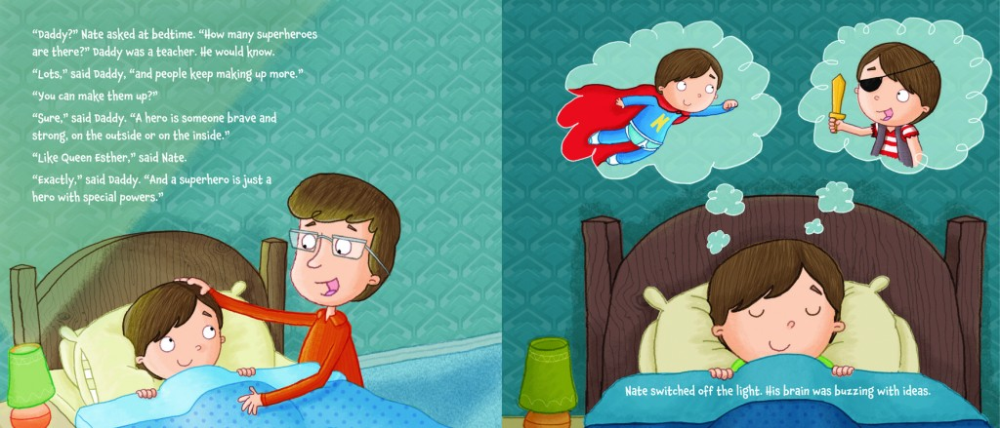 “Daddy?” Nate asked at bedtime. “How many superheroes
are there?” Daddy was a teacher. He would know.
“Lots,” said Daddy, “and people keep making up more.”
“You can make them up?”
“Sure,” said Daddy. “A hero is someone brave and
strong, on the outside or on the inside.”
“Like Queen Esther,” said Nate.
“Exactly,” said Daddy. “And a superhero is just a
hero with special powers.”
N
Nate switched off the light. His brain was buzzing with ideas.